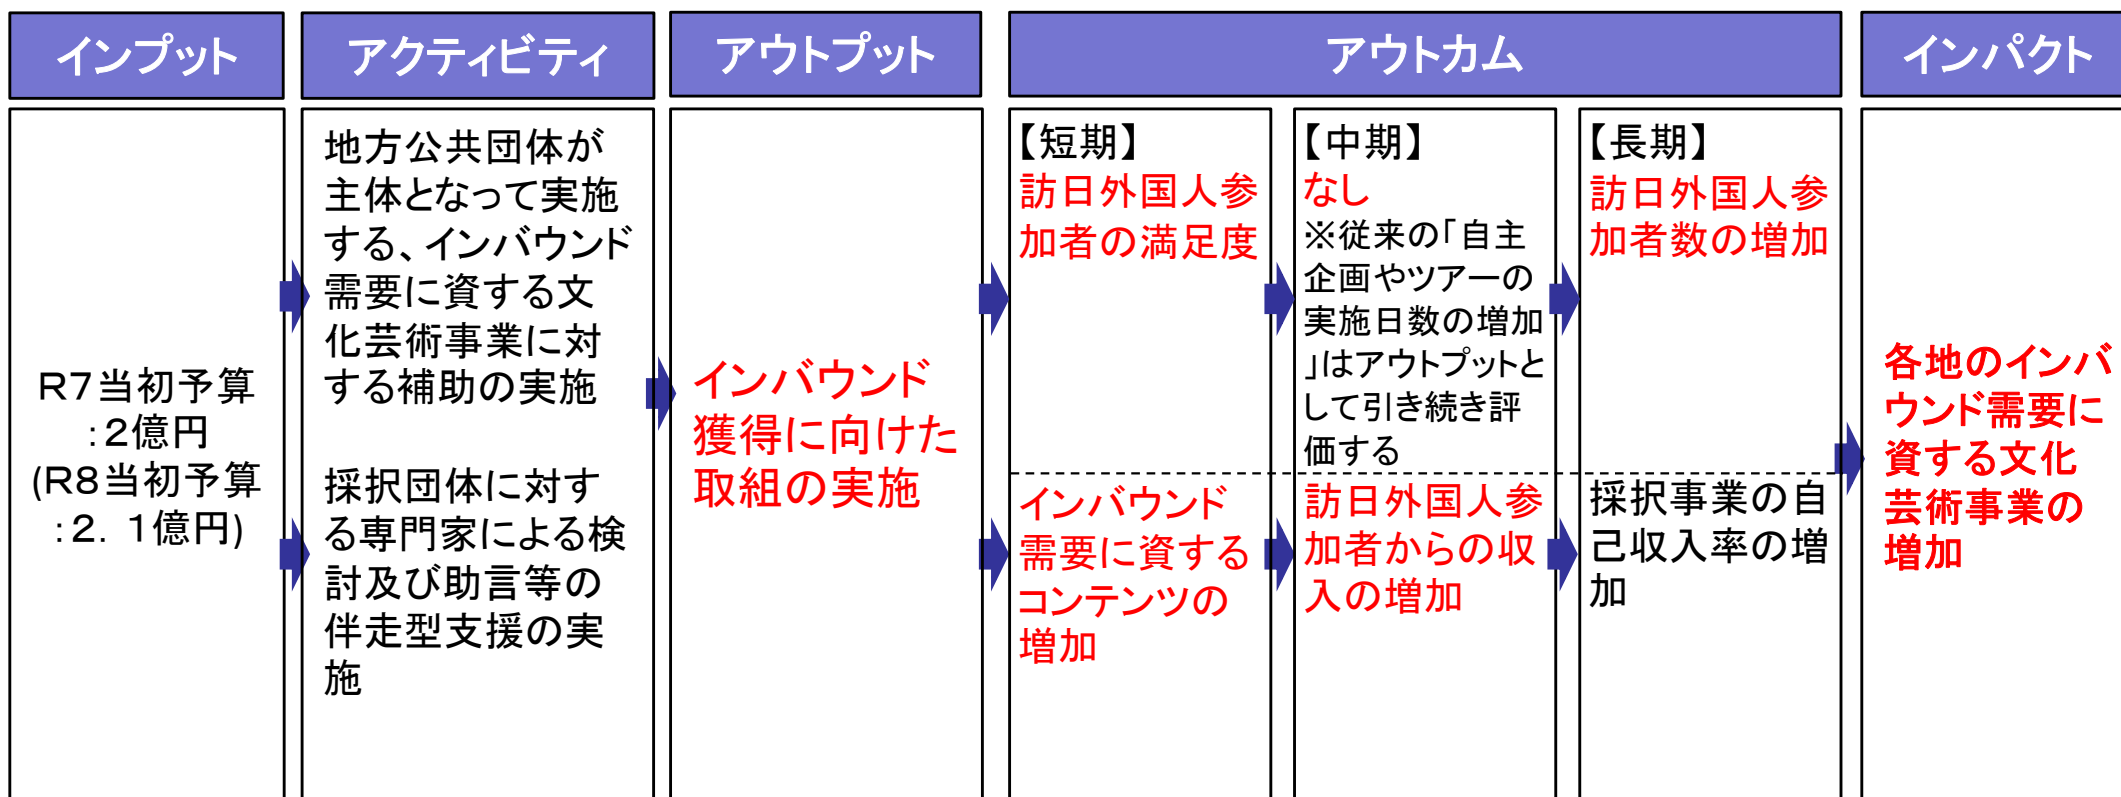 インプット
アクティビティ
アウトプット
アウトカム
インパクト
R7当初予算
:2億円
(R8当初予算
:2.1億円)
地方公共団体が
主体となって実施
する、インバウンド
需要に資する文
化芸術事業に対
する補助の実施
採択団体に対す
る専門家による検
討及び助言等の
伴走型支援の実
施
インバウンド
獲得に向けた
取組の実施
【短期】
訪日外国人参
加者の満足度
インバウンド
需要に資する
コンテンツの
増加
【中期】
なし
※従来の「自主
企画やツアーの
実施日数の増加
」はアウトプットと
して引き続き評
価する
訪日外国人参
加者からの収
入の増加
【長期】
訪日外国人参
加者数の増加
採択事業の自
己収入率の増
加
各地のインバ
ウンド需要に
資する文化
芸術事業の
増加